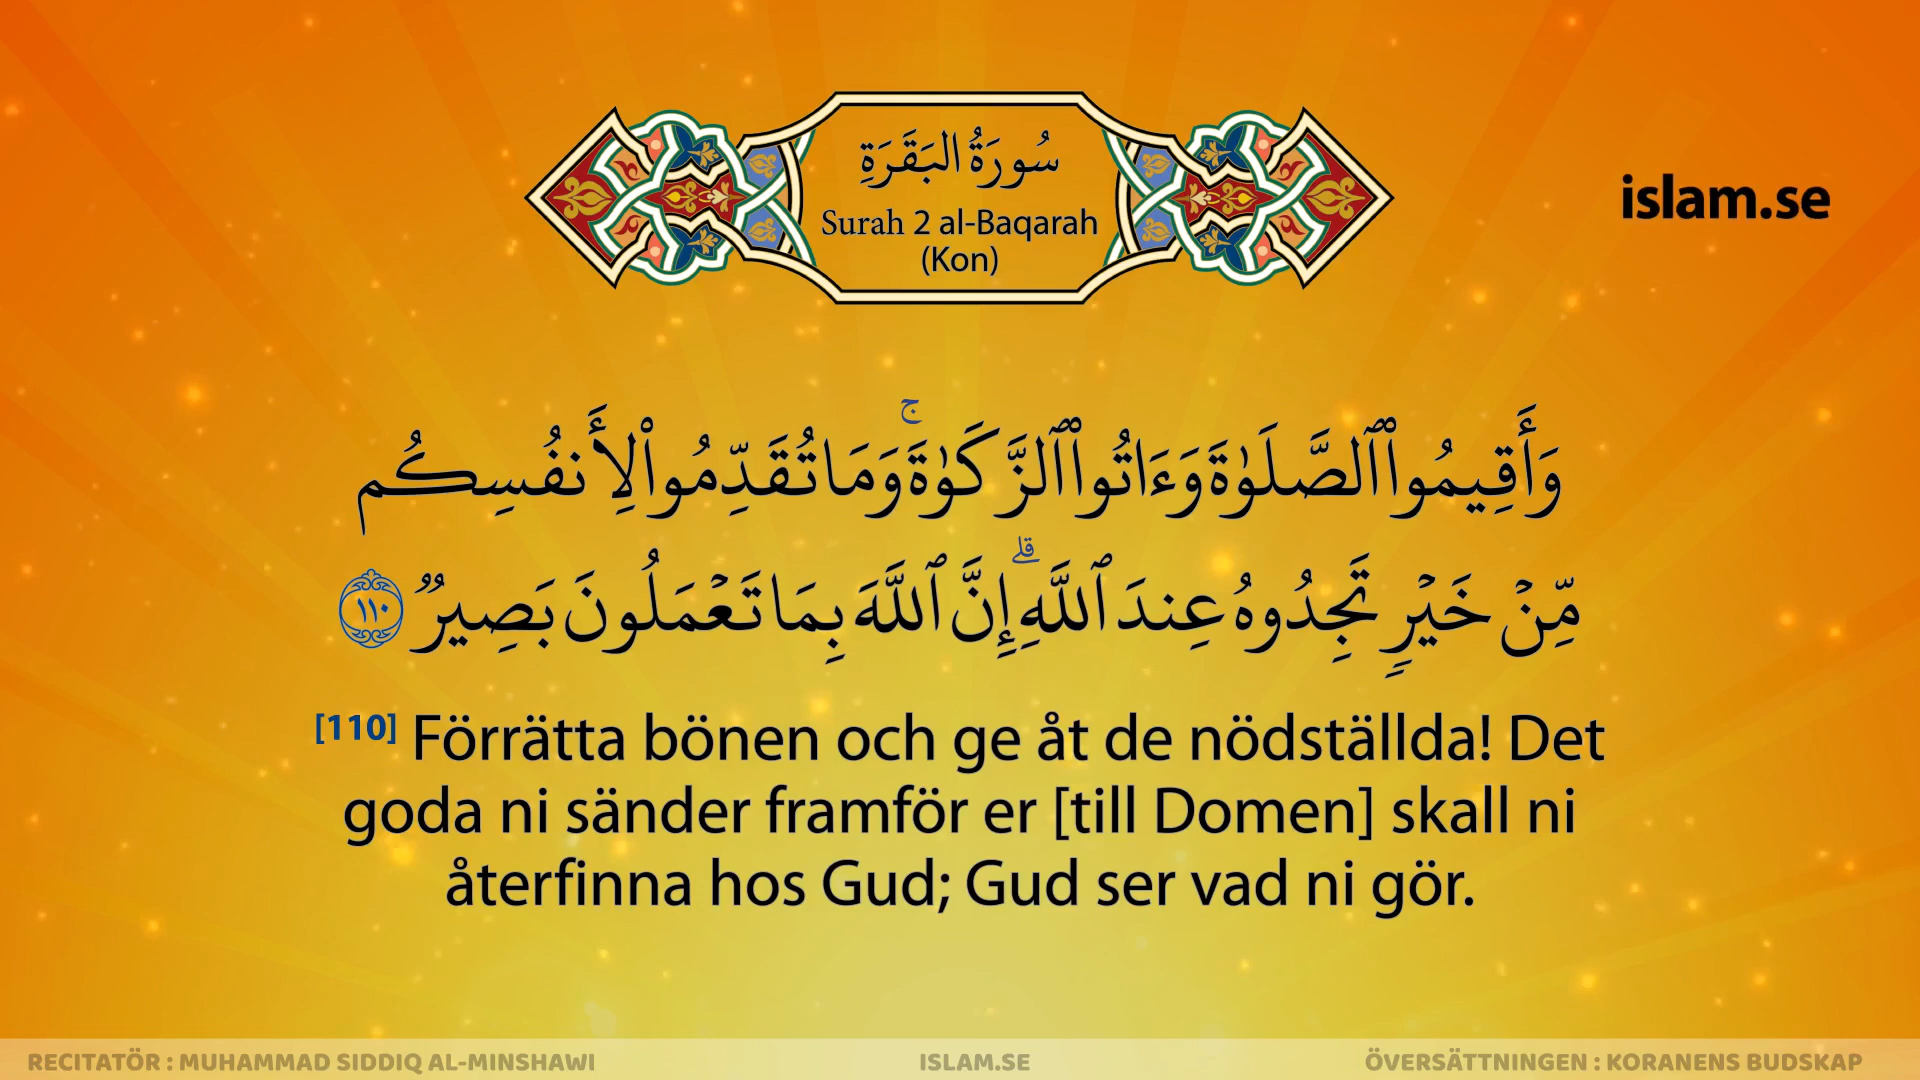 سُورَةُ البَقَرَةِ
Surah 2 al-Baqarah
(Kon)
islam.se
وَأَقِيمُوا۟ ٱلصَّلَوٰةَ وَءَاتُوا۟ ٱلزَّكَوٰةَ ۚ وَمَا تُقَدِّمُوا۟ لِأَنفُسِكُم
مِّنْ خَيْرٍ تَجِدُوهُ عِندَ ٱللَّهِ ۗ إِنَّ ٱللَّهَ بِمَا تَعْمَلُونَ بَصِيرٌ ١١٠
[110] Förrätta bönen och ge åt de nödställda! Det
goda ni sänder framför er [till Domen] skall ni
återfinna hos Gud; Gud ser vad ni gör.
RECITATÖR : MUHAMMAD SIDDIQ AL-MINSHAWI
ISLAM.SE
ÖVERSÄTTNINGEN : KORANENS BUDSKAP